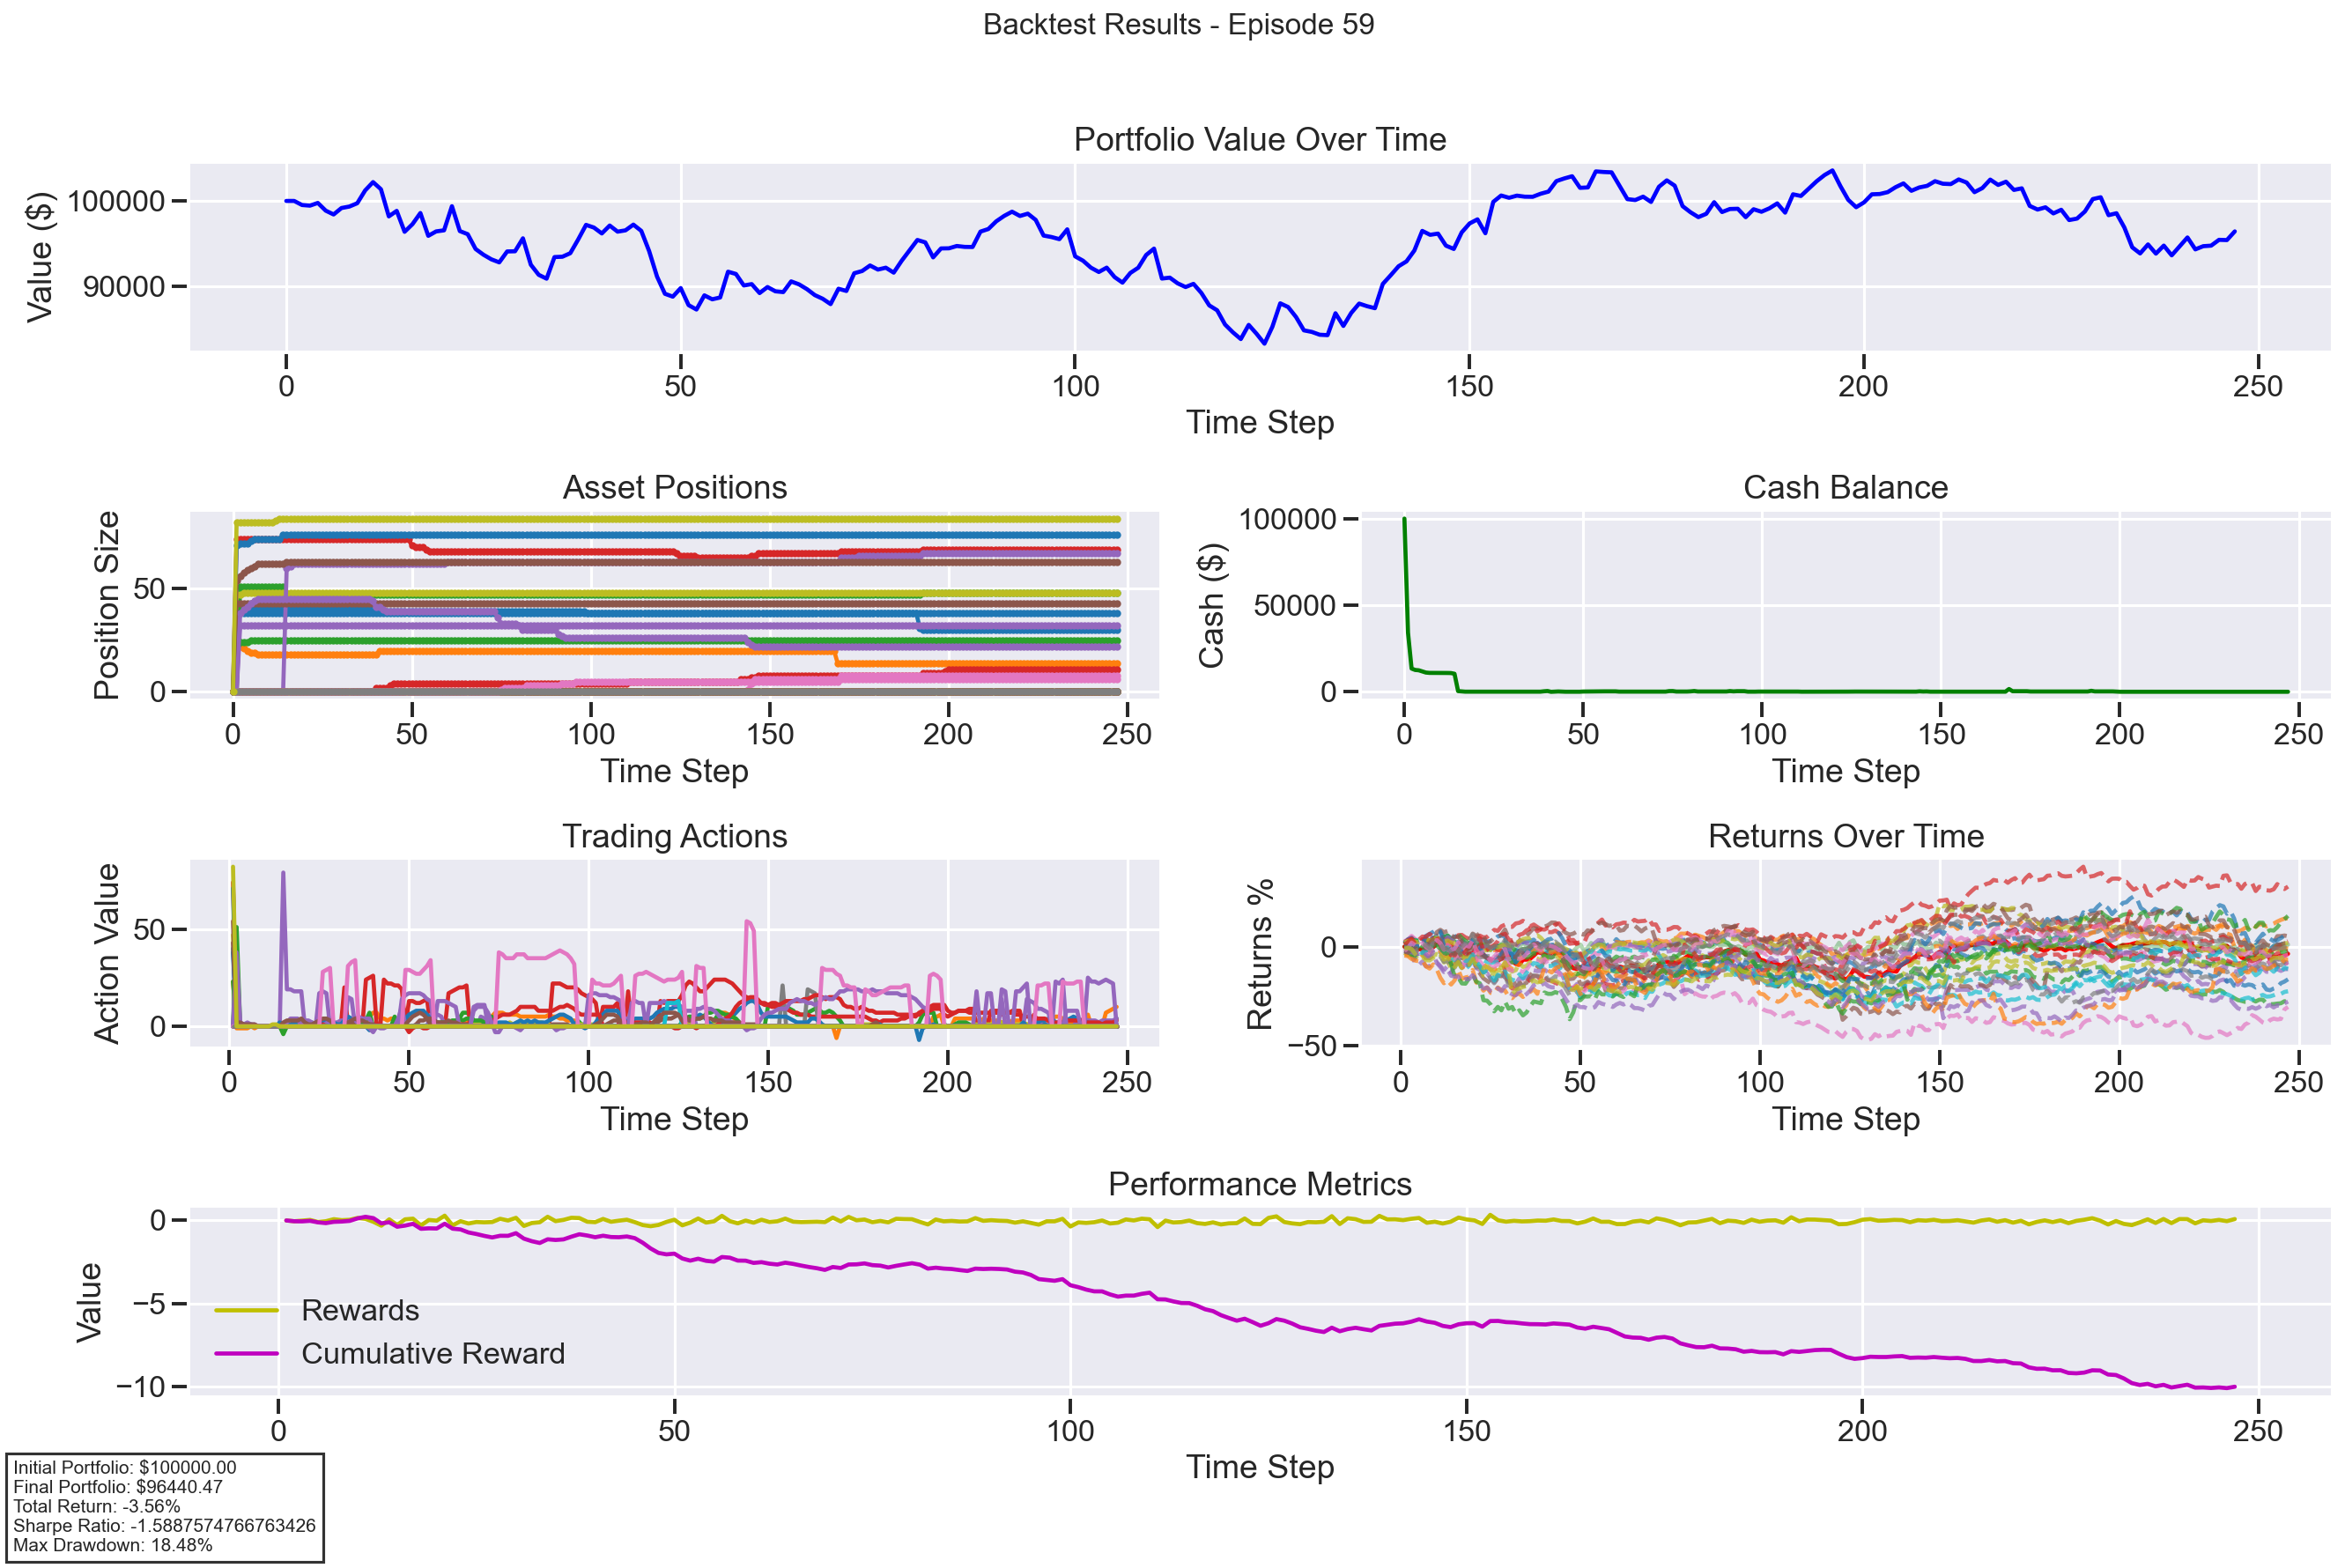 Backtest Results - Episode 59
Portfolio Value Over Time
Value ($)
100000
90000
0 50 100 150 200 250
Time Step
Asset Positions
Position Size
50
0
0 50 100 150 200 250
Time Step
Cash Balance
Cash ($)
100000
50000
0
0 50 100 150 200 250
Time Step
Trading Actions
Action Value
50
0
0 50 100 150 200 250
Time Step
Returns Over Time
Returns %
0
−50
0 50 100 150 200 250
Time Step
Performance Metrics
Value
0
−5
−10
Rewards
Cumulative Reward
0 50 100 150 200 250
Time Step
Initial Portfolio: $100000.00
Final Portfolio: $96440.47
Total Return: -3.56%
Sharpe Ratio: -1.5887574766763426
Max Drawdown: 18.48%